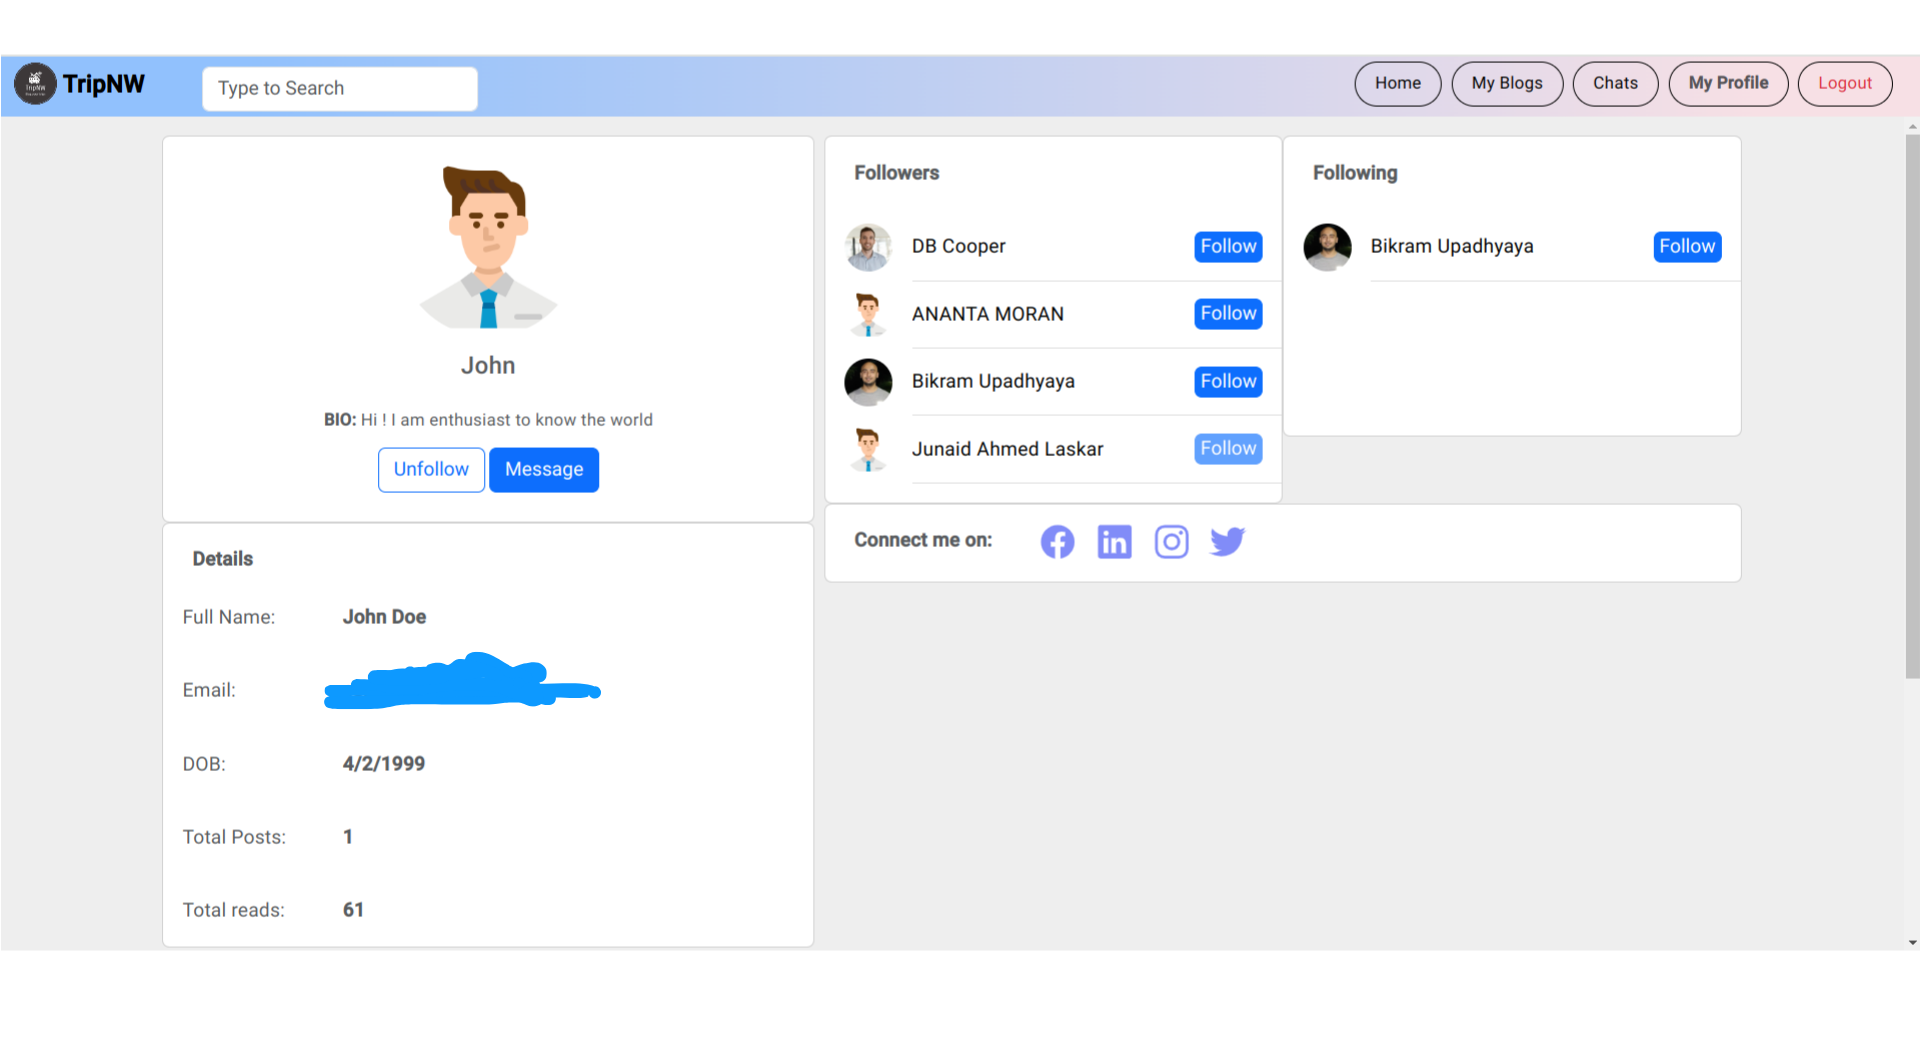 TripNW
Type to Search
Home
My Blogs
Chats
My Profile
Logout
John
BIO: Hi ! I am enthusiast to know the world
Unfollow
Message
Details
Full Name: John Doe
Email:
DOB: 4/2/1999
Total Posts: 1
Total reads: 61
Followers
DB Cooper Follow
ANANTA MORAN Follow
Bikram Upadhyaya Follow
Junaid Ahmed Laskar Follow
Following
Bikram Upadhyaya Follow
Connect me on: